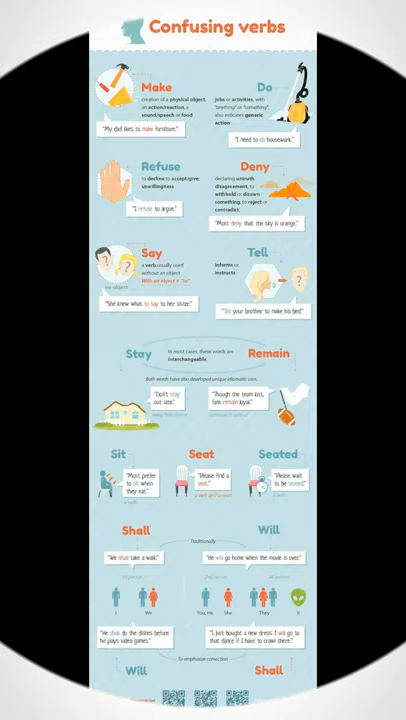 Confusing verbs
Make
creation of a physical object,
an action/reaction, a
sound/speech or food
"My dad likes to make furniture."
Do
jobs or activities, with
"anything" or "something",
also indicates generic
action
"I need to do housework."
Refuse
to decline to accept/give;
unwillingness
"I refuse to argue."
Deny
declaring untruth,
disagreement, to
withhold or disown
something, to reject or
contradict
"Most deny that the sky is orange."
Say
a verb usually used
without an object
With an object + "to"
no object
"She knew what to say to her sister."
Tell
informs or
instructs
"Tell your brother to make his bed."
Stay
In most cases, these words are
interchangeable.
Remain
Both words have also developed unique idiomatic uses.
"Don't stay
out late."
"Though the team lost,
fans remain loyal."
Sit
Seat
Seated
"Most prefer
to sit when
they eat."
"Please find a
seat."
"Please wait
to be seated."
a verb
a verb and a noun
a verb
Shall
Will
Traditionally
"We shall take a walk."
"He will go home when the movie is over."
I
We
You, He
She
They
It
"He shall do the dishes before
he plays video games."
"I just bought a new dress I will go to
that dance if I have to crawl there."
To emphasize conviction
Will
Shall